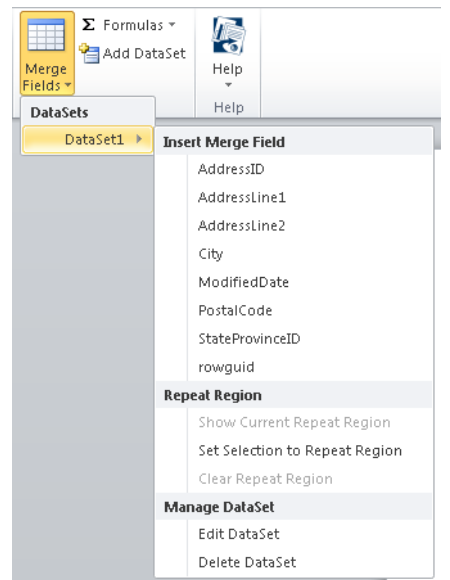 Σ Formulas
Add DataSet
Merge
Fields
Help
Help
DataSets
DataSet1
Insert Merge Field
AddressID
AddressLine1
AddressLine2
City
ModifiedDate
PostalCode
StateProvinceID
rowguid
Repeat Region
Show Current Repeat Region
Set Selection to Repeat Region
Clear Repeat Region
Manage DataSet
Edit DataSet
Delete DataSet